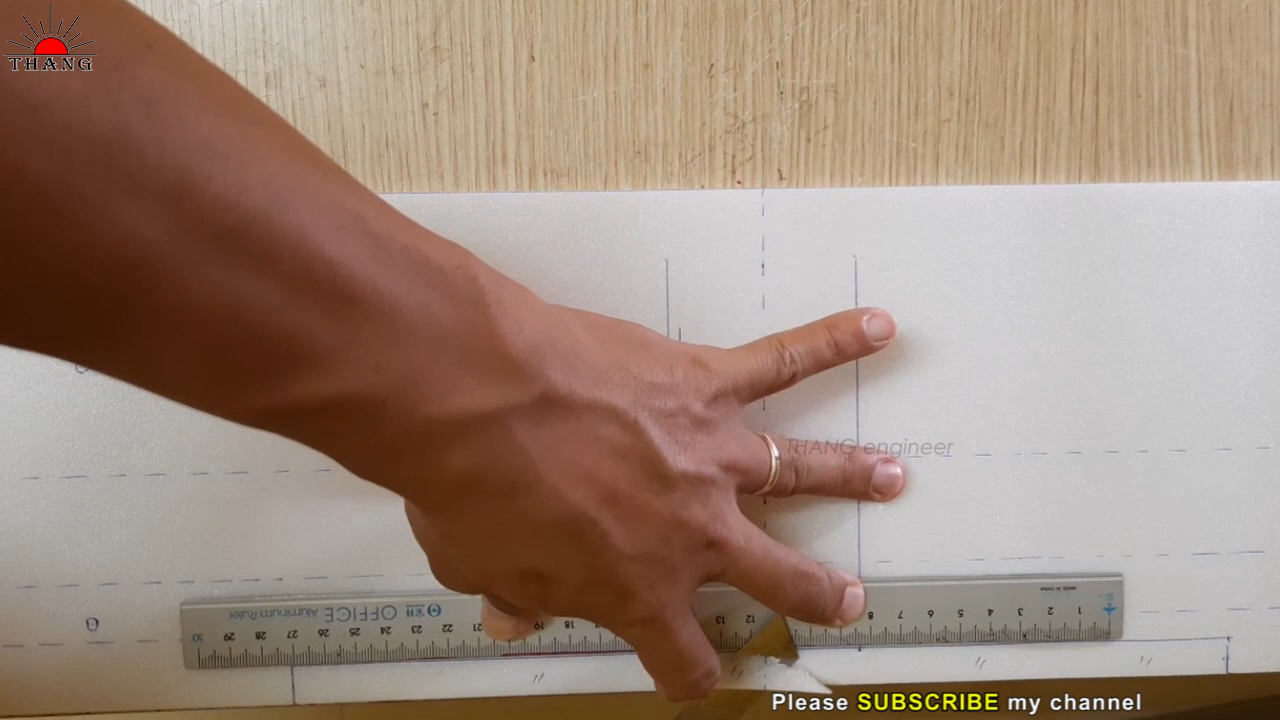 THANG
THANG engineer
OFFICE Aluminum Ruler
30 29 28 27 26 25 24 23 22 21 19 18 13 12 8 7 6 5 4 3 2 1
0
Please SUBSCRIBE my channel